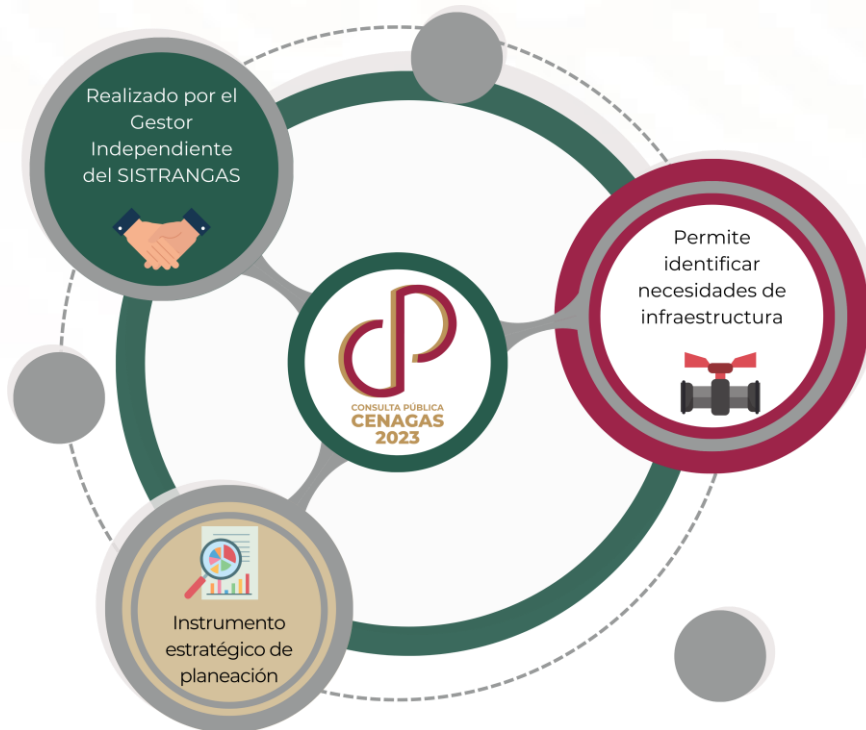 Realizado por el
Gestor
Independiente
del SISTRANGAS
Permite
identificar
necesidades de
infraestructura
CONSULTA PÚBLICA
CENAGAS
2023
Instrumento
estratégico de
planeación